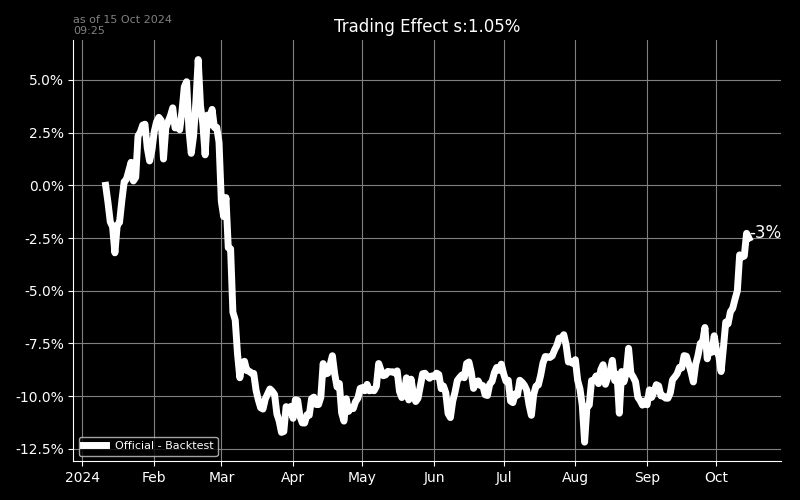 as of 15 Oct 2024
09:25
Trading Effect s:1.05%
5.0%
2.5%
0.0%
-2.5%
-5.0%
-7.5%
-10.0%
-12.5%
-3%
Official - Backtest
2024 Feb Mar Apr May Jun Jul Aug Sep Oct